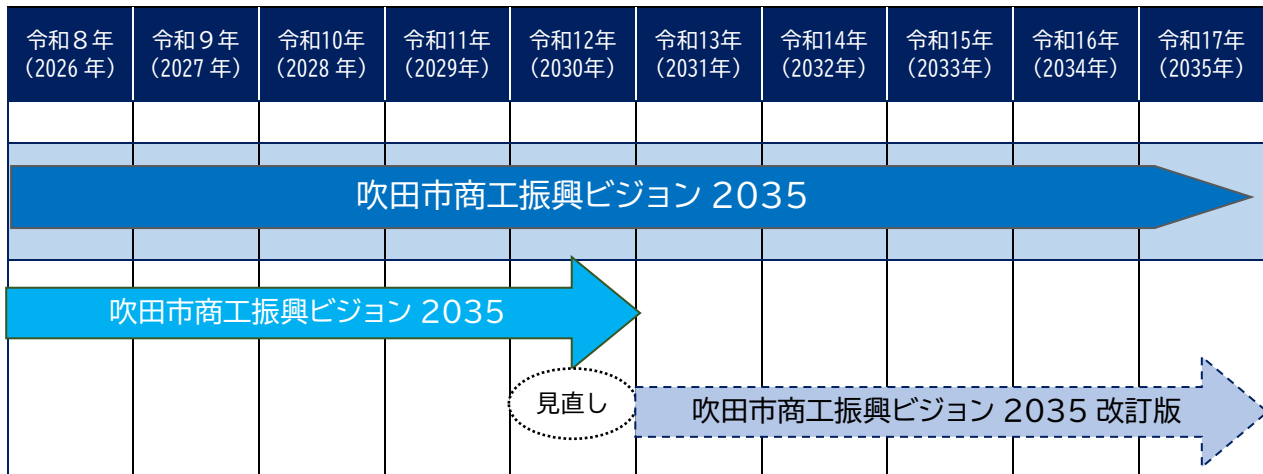 令和８年
（2026 年）
令和９年
（2027 年）
令和10年
（2028 年）
令和11年
（2029年）
令和12年
（2030年）
令和13年
（2031年）
令和14年
（2032年）
令和15年
（2033年）
令和16年
（2034年）
令和17年
（2035年）
吹田市商工振興ビジョン 2035
吹田市商工振興ビジョン 2035
見直し
吹田市商工振興ビジョン 2035 改訂版